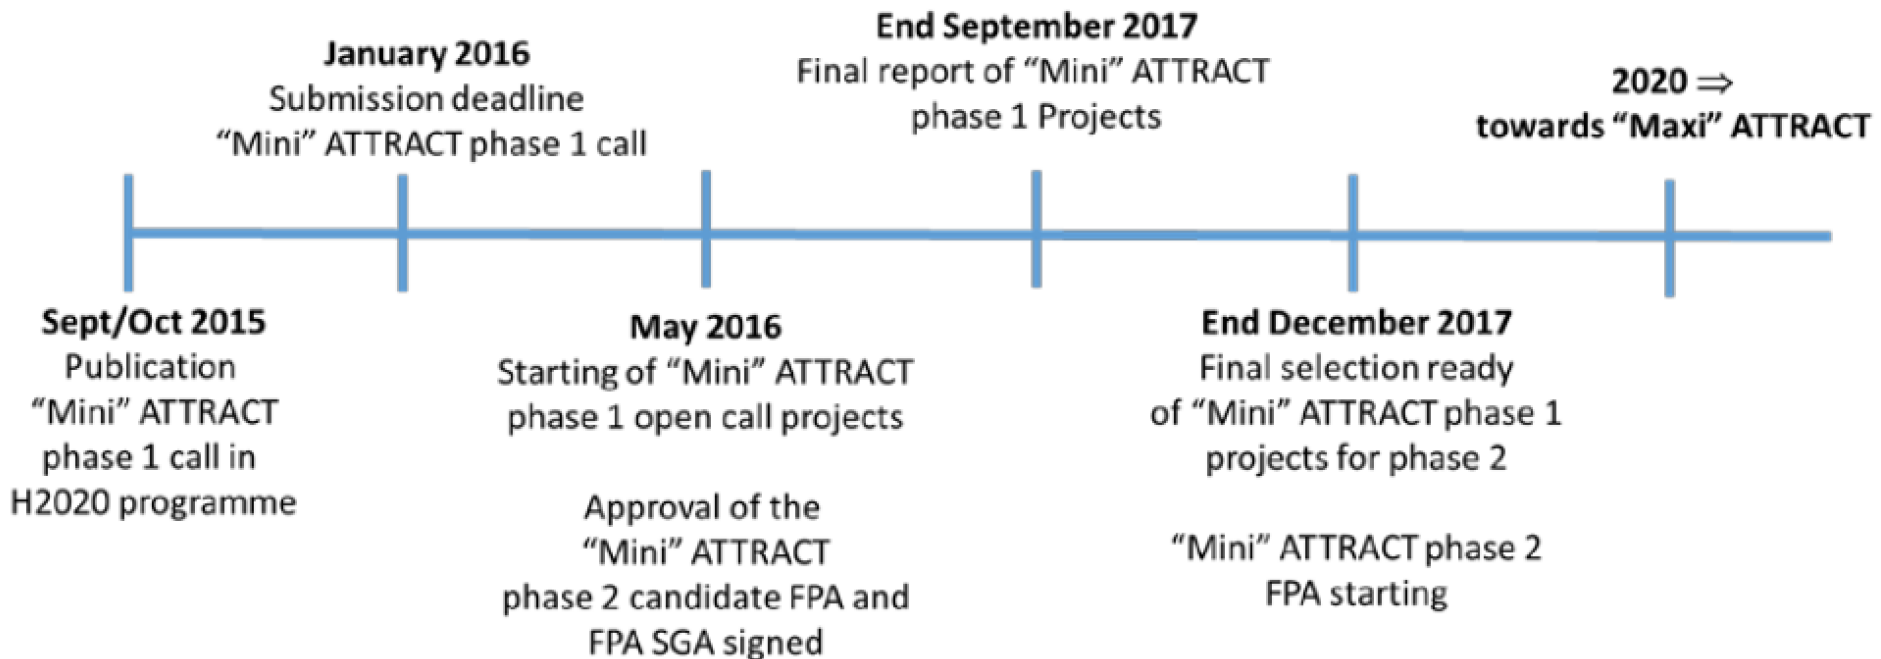 January 2016
Submission deadline
“Mini” ATTRACT phase 1 call
End September 2017
Final report of “Mini” ATTRACT
phase 1 Projects
2020 ⇒
towards “Maxi” ATTRACT
Sept/Oct 2015
Publication
“Mini” ATTRACT
phase 1 call in
H2020 programme
May 2016
Starting of “Mini” ATTRACT
phase 1 open call projects
Approval of the
“Mini” ATTRACT
phase 2 candidate FPA and
FPA SGA signed
End December 2017
Final selection ready
of “Mini” ATTRACT phase 1
projects for phase 2
“Mini” ATTRACT phase 2
FPA starting